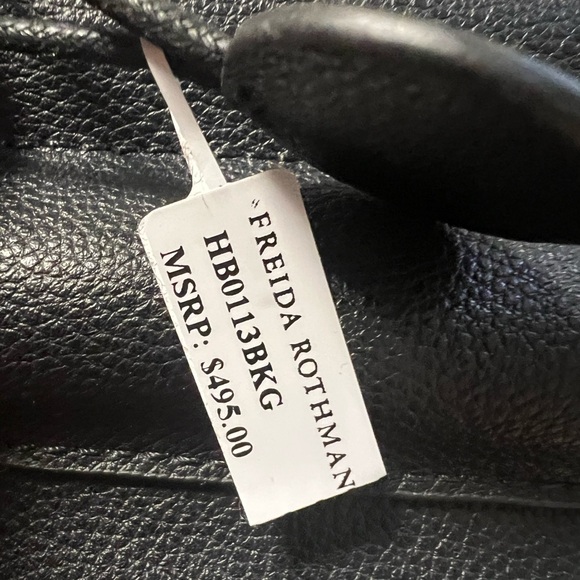 FREIDA ROTHMAN
HB0113BKG
MSRP: $495.00